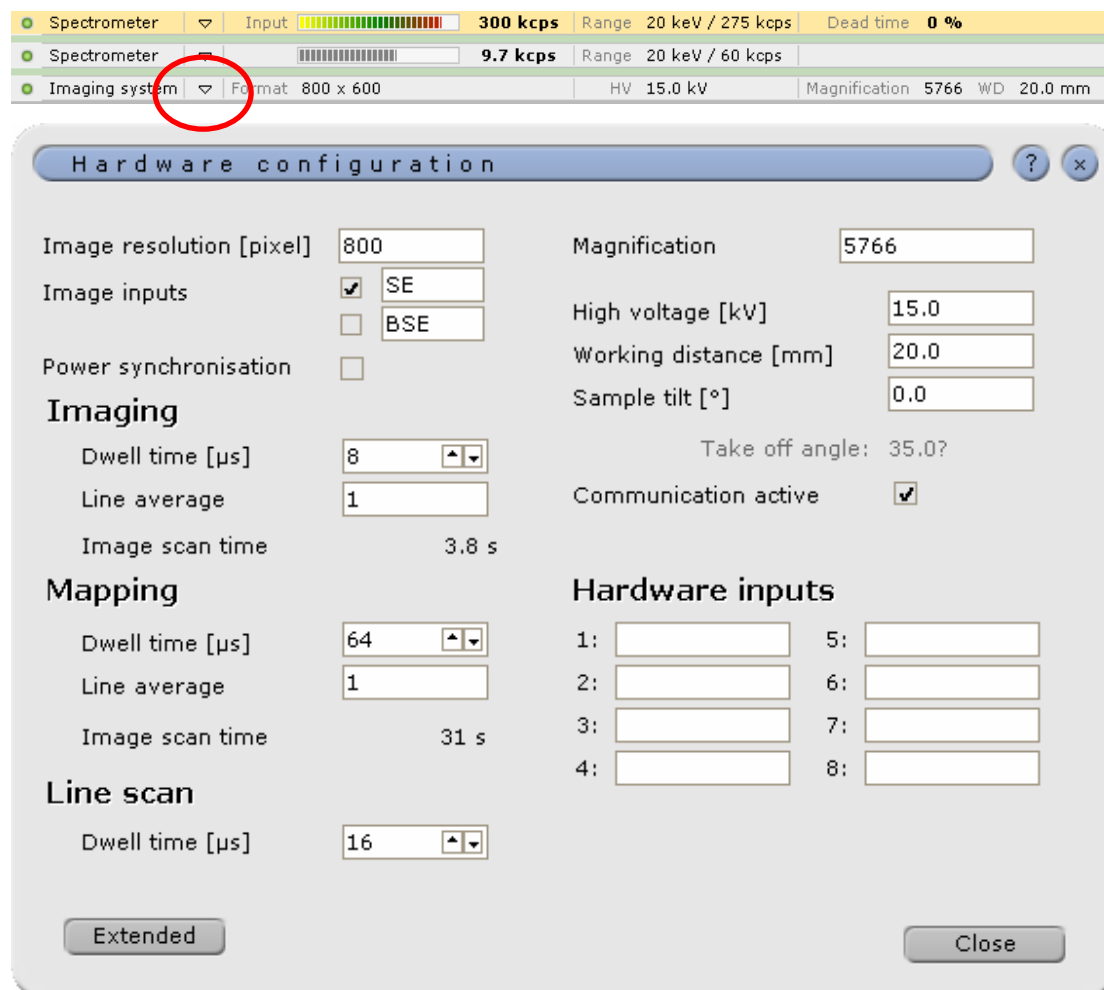 Spectrometer Input 300 kcps Range 20 keV / 275 kcps Dead time 0 %
Spectrometer 9.7 kcps Range 20 keV / 60 kcps
Imaging system Format 800 x 600 HV 15.0 kV Magnification 5766 WD 20.0 mm
Hardware configuration ? ×
Image resolution [pixel] 800
Image inputs SE
BSE
Power synchronisation
Imaging
Dwell time [µs] 8
Line average 1
Image scan time 3.8 s
Mapping
Dwell time [µs] 64
Line average 1
Image scan time 31 s
Line scan
Dwell time [µs] 16
Extended
Magnification 5766
High voltage [kV] 15.0
Working distance [mm] 20.0
Sample tilt [°] 0.0
Take off angle: 35.0?
Communication active
Hardware inputs
1: 5:
2: 6:
3: 7:
4: 8:
Close